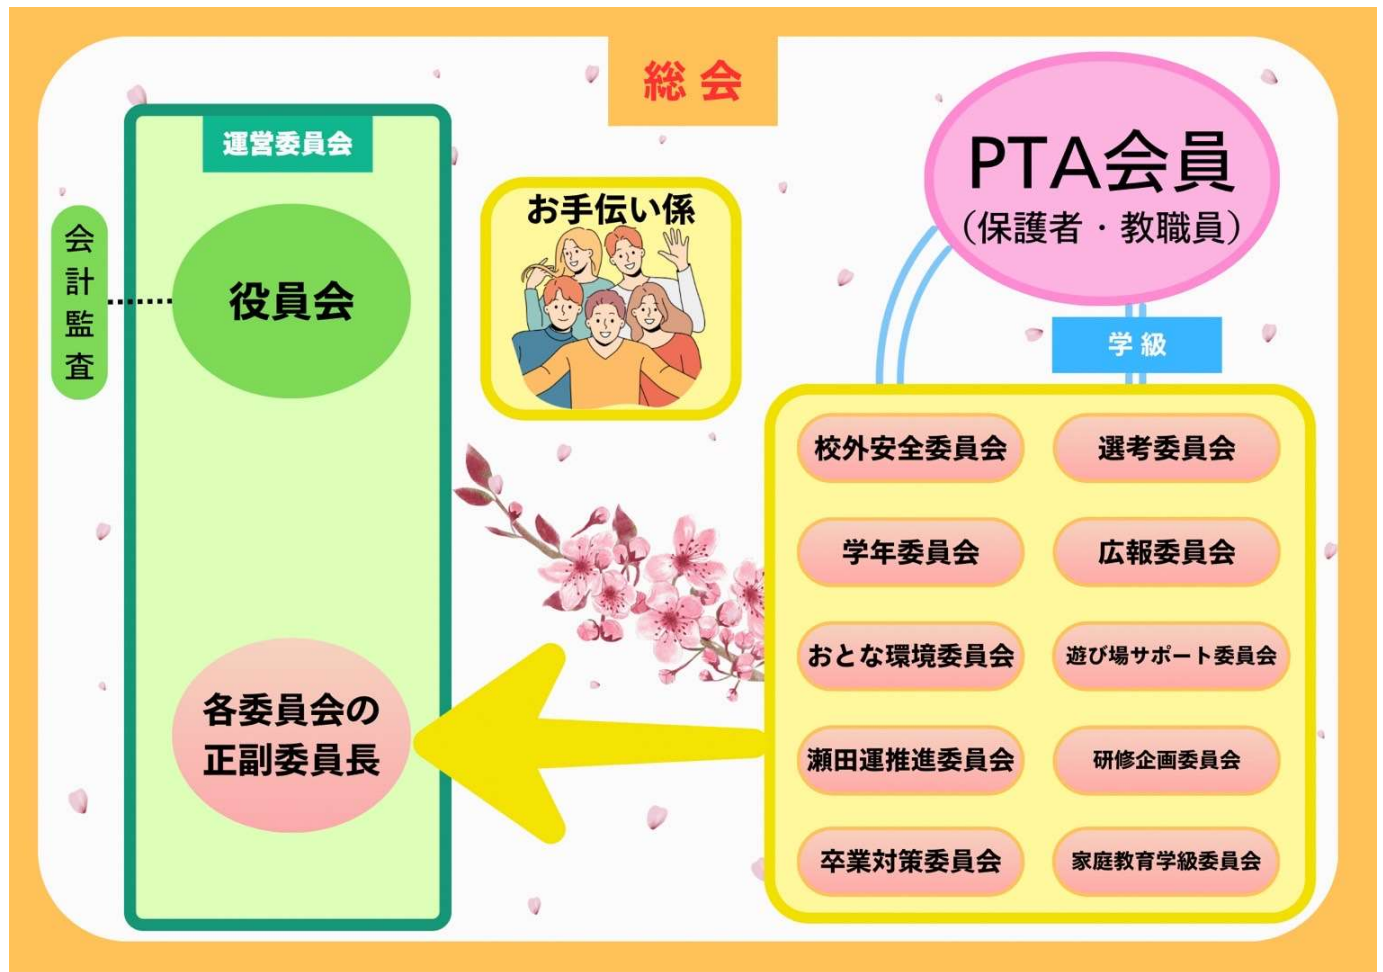 総会
運営委員会
会計監査
役員会
各委員会の
正副委員長
お手伝い係
PTA会員
（保護者・教職員）
学級
校外安全委員会
選考委員会
学年委員会
広報委員会
おとな環境委員会
遊び場サポート委員会
瀬田運推進委員会
研修企画委員会
卒業対策委員会
家庭教育学級委員会